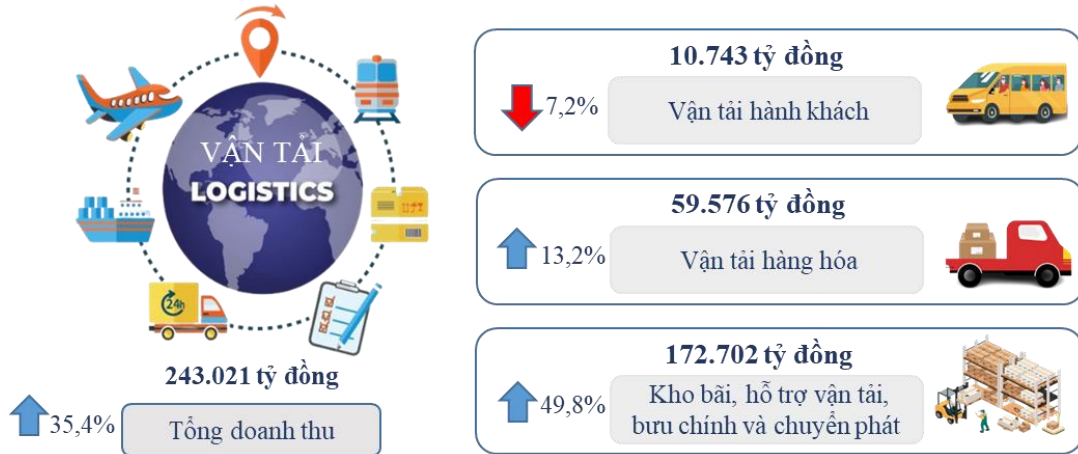 VẬN TẢI
LOGISTICS
24h
243.021 tỷ đồng
35,4%
Tổng doanh thu
10.743 tỷ đồng
7,2%
Vận tải hành khách
59.576 tỷ đồng
13,2%
Vận tải hàng hóa
172.702 tỷ đồng
49,8%
Kho bãi, hỗ trợ vận tải,
bưu chính và chuyển phát